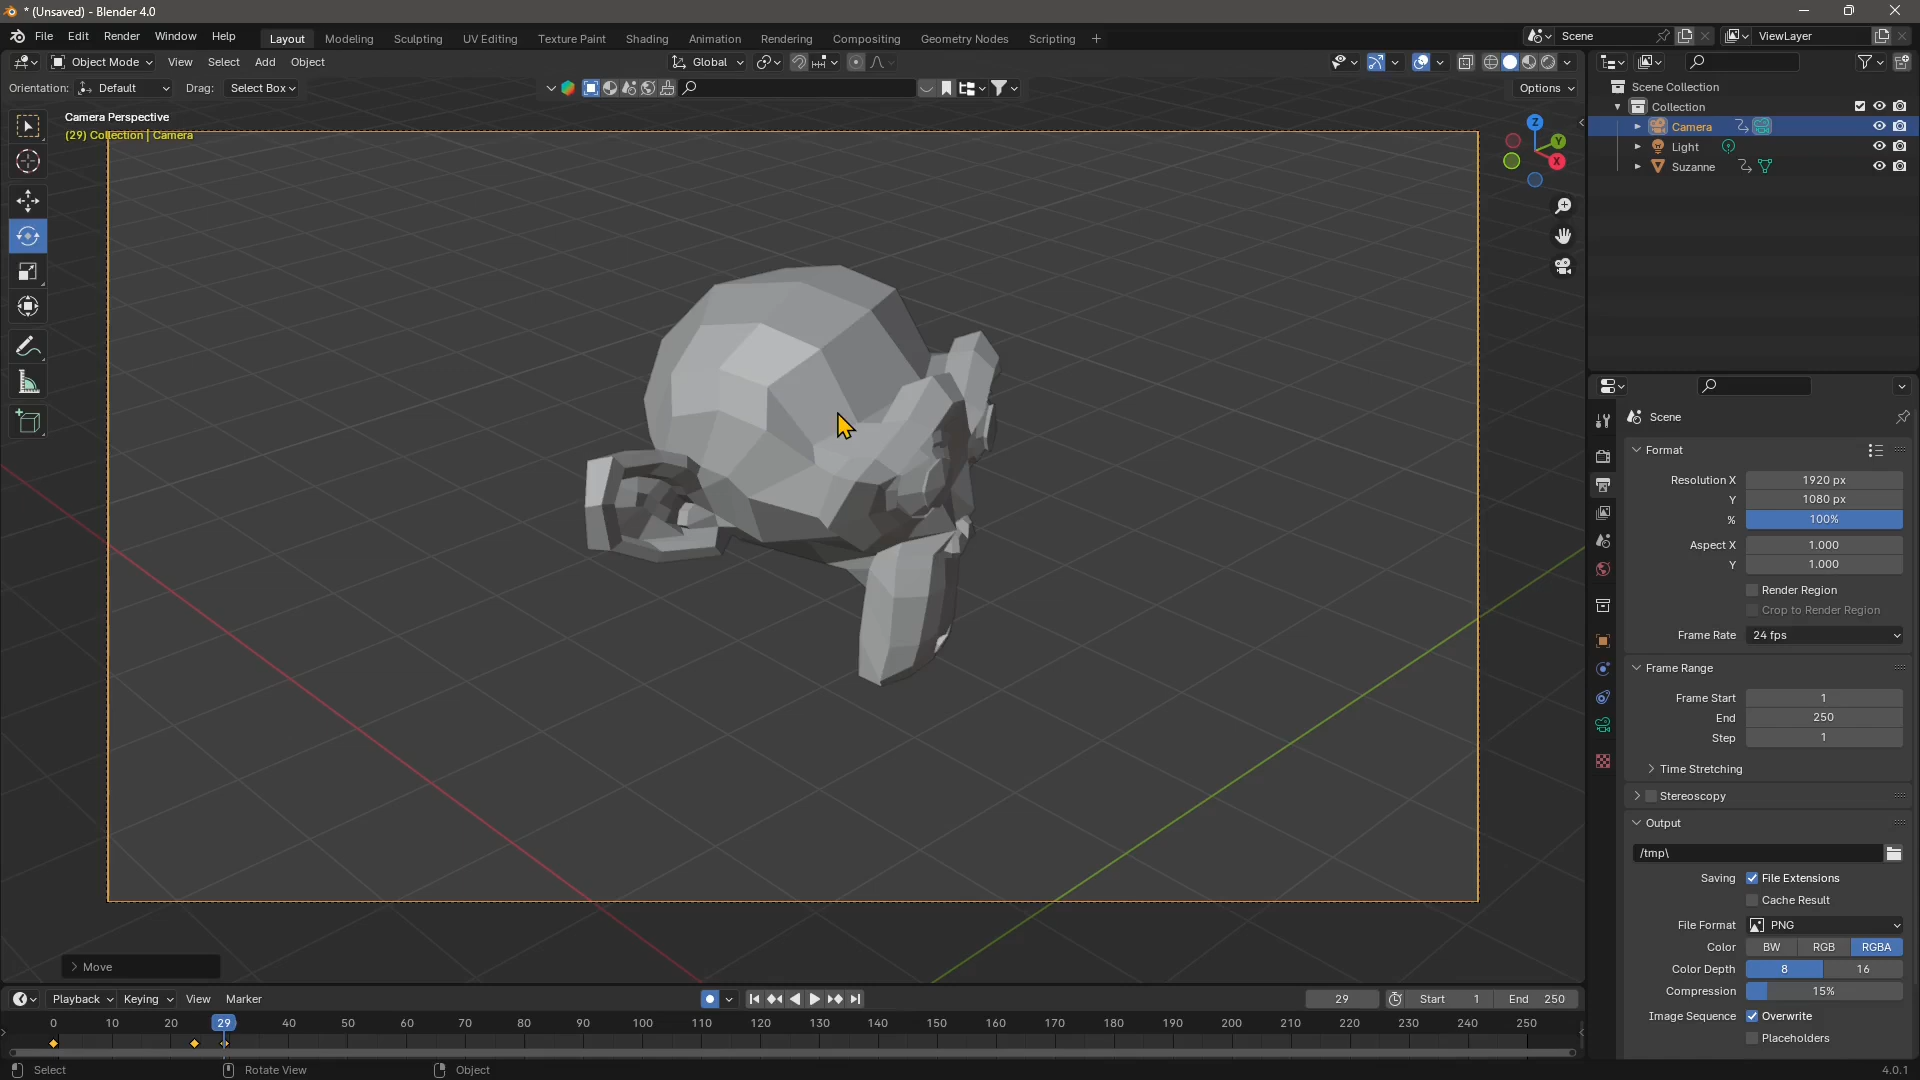 * (Unsaved) - Blender 4.0
File Edit Render Window Help Layout Modeling Sculpting UV Editing Texture Paint Shading Animation Rendering Compositing Geometry Nodes Scripting + Scene ViewLayer
Object Mode View Select Add Object Global
Orientation: Default Drag: Select Box Options
Camera Perspective
(29) Collection | Camera
Z
Y
X
Scene Collection
Collection
Camera
Light
Suzanne
Scene
Format
Resolution X 1920 px
Y 1080 px
% 100%
Aspect X 1.000
Y 1.000
Render Region
Crop to Render Region
Frame Rate 24 fps
Frame Range
Frame Start 1
End 250
Step 1
Time Stretching
Stereoscopy
Output
/tmp\
Saving File Extensions
Cache Result
File Format PNG
Color BW RGB RGBA
Color Depth 8 16
Compression 15%
Image Sequence Overwrite
Placeholders
Move
Playback Keying View Marker 29 Start 1 End 250
0 10 20 29 40 50 60 70 80 90 100 110 120 130 140 150 160 170 180 190 200 210 220 230 240 250
Select Rotate View Object 4.0.1